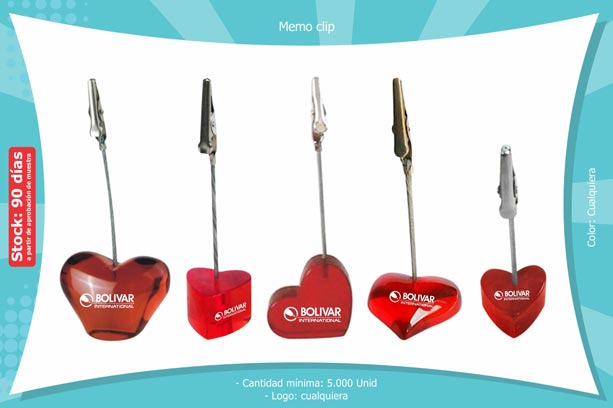 Memo clip
Stock: 90 días
a partir de aprobación de muestra
BOLIVAR
INTERNATIONAL
BOLIVAR
INTERNATIONAL
BOLIVAR
INTERNATIONAL
BOLIVAR
INTERNATIONAL
BOLIVAR
INTERNATIONAL
Color: Cualquiera
- Cantidad mínima: 5.000 Unid
- Logo: cualquiera